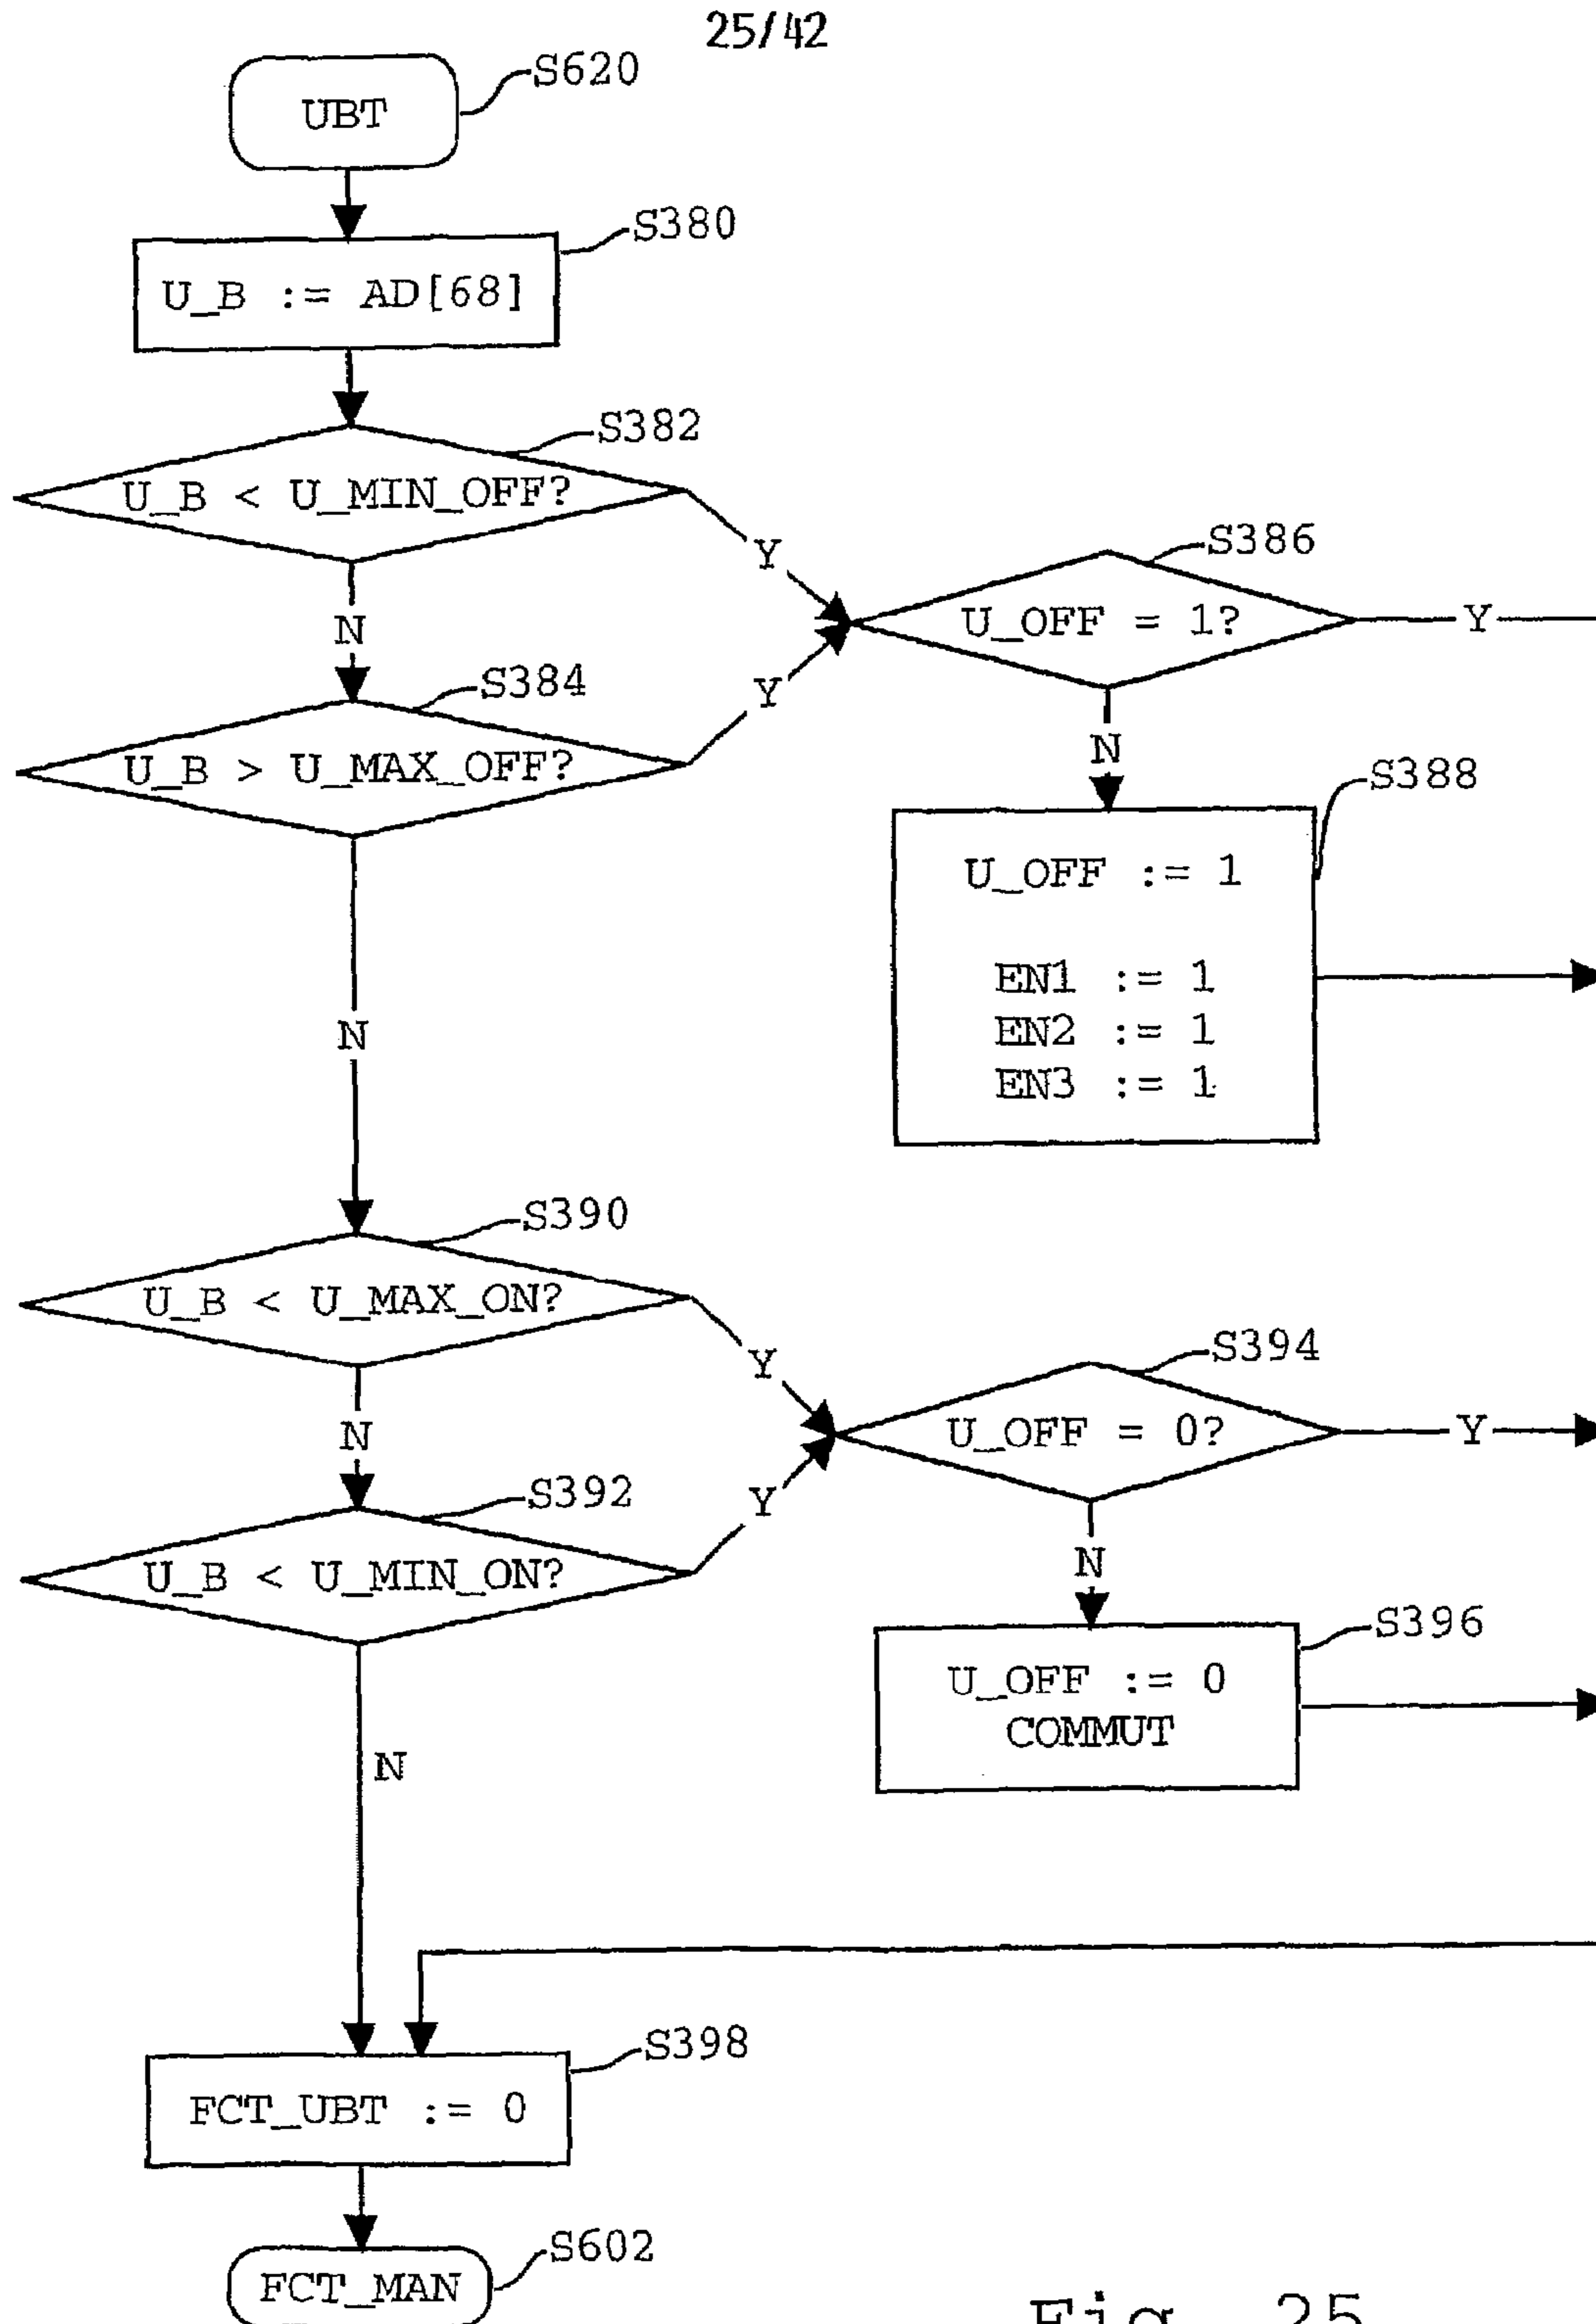 25/42
S620
UBT
S380
U_B := AD[68]
S382
U_B < U_MIN_OFF?
Y
S386
U_OFF = 1?
Y
N
S384
U_B > U_MAX_OFF?
Y
N
S388
U_OFF := 1
EN1 := 1
EN2 := 1
EN3 := 1
N
S390
U_B < U_MAX_ON?
Y
S394
U_OFF = 0?
Y
N
S392
U_B < U_MIN_ON?
Y
N
S396
U_OFF := 0
COMMUT
N
S398
FCT_UBT := 0
S602
FCT_MAN
Fig. 25